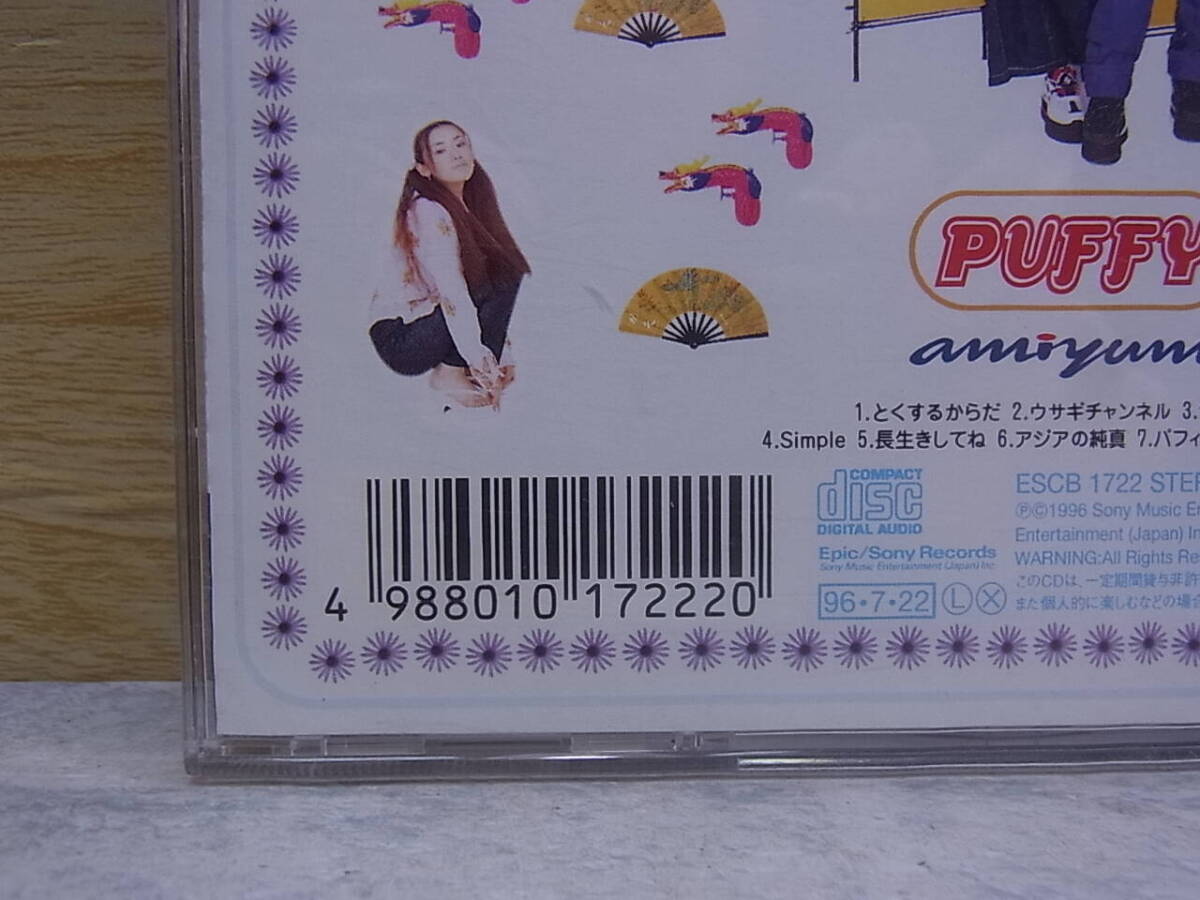 PUFFY
amiyum
1.とくするからだ 2.ウサギチャンネル 3.
4.Simple 5.長生きしてね 6.アジアの純真 7.パフィ
COMPACT
disc
DIGITAL AUDIO
Epic/Sony Records
Sony Music Entertainment (Japan) Inc.
96・7・22 L X
ESCB 1722 STE
ⓅⒸ1996 Sony Music En
Entertainment (Japan) In
WARNING:All Rights Re
このCDは、一定期間貸与非許
また個人的に楽しむなどの場合
4 988010 172220